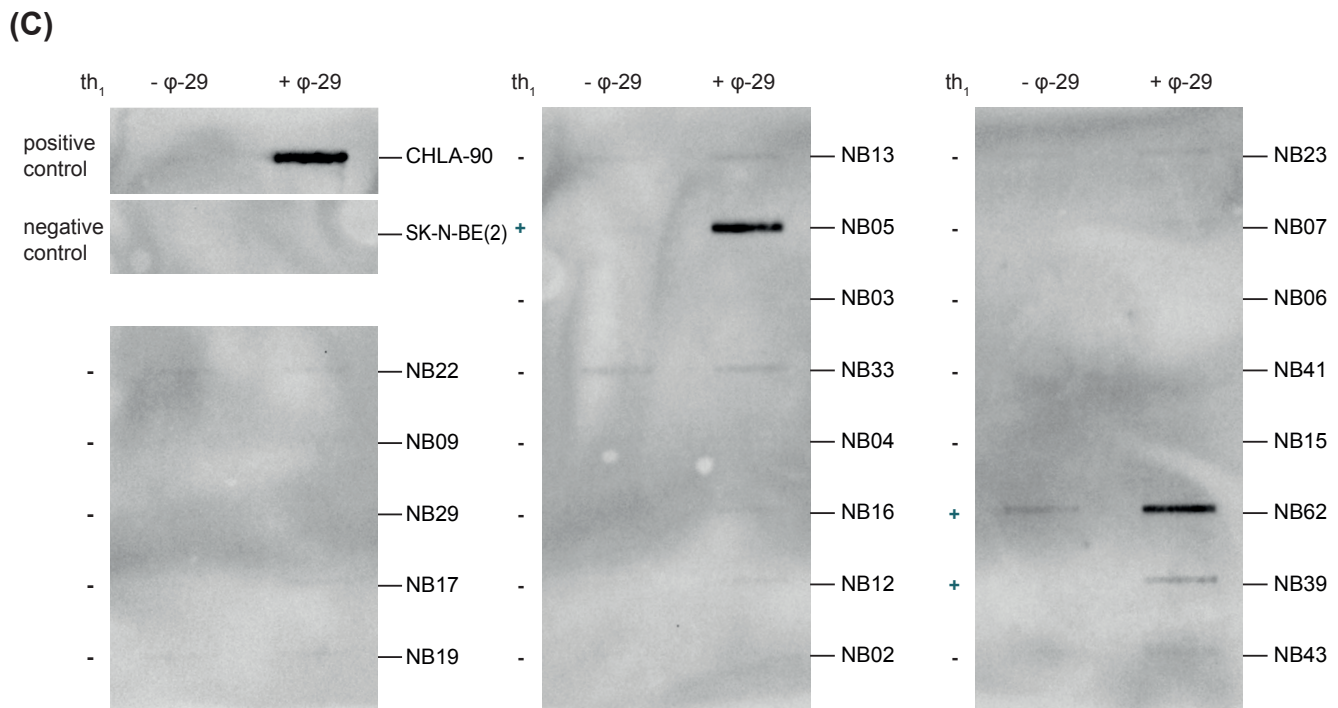 (C)
th₁ - φ-29 + φ-29
positive
control
CHLA-90
negative
control
SK-N-BE(2)
- NB22
- NB09
- NB29
- NB17
- NB19
th₁ - φ-29 + φ-29
- NB13
+ NB05
- NB03
- NB33
- NB04
- NB16
- NB12
- NB02
th₁ - φ-29 + φ-29
- NB23
- NB07
- NB06
- NB41
- NB15
+ NB62
+ NB39
- NB43